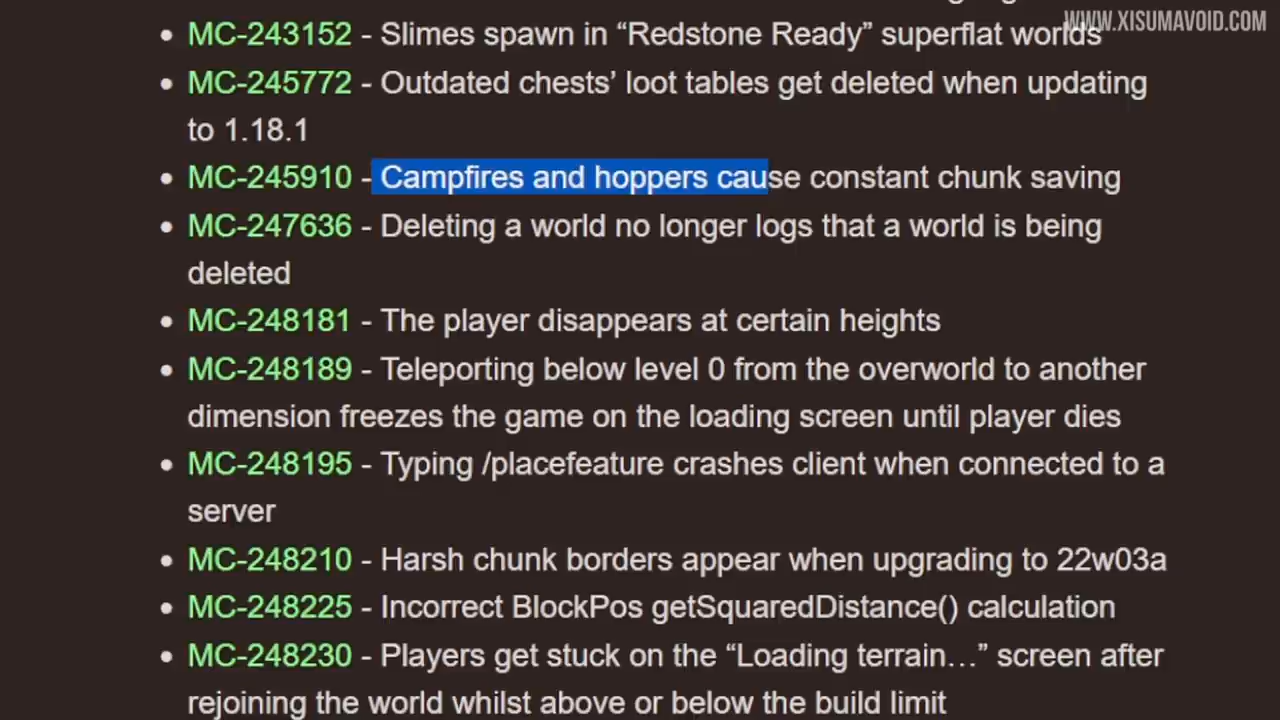 WWW.XISUMAVOID.COM
• MC-243152 - Slimes spawn in “Redstone Ready” superflat worlds
• MC-245772 - Outdated chests’ loot tables get deleted when updating
to 1.18.1
• MC-245910 - Campfires and hoppers cause constant chunk saving
• MC-247636 - Deleting a world no longer logs that a world is being
deleted
• MC-248181 - The player disappears at certain heights
• MC-248189 - Teleporting below level 0 from the overworld to another
dimension freezes the game on the loading screen until player dies
• MC-248195 - Typing /placefeature crashes client when connected to a
server
• MC-248210 - Harsh chunk borders appear when upgrading to 22w03a
• MC-248225 - Incorrect BlockPos getSquaredDistance() calculation
• MC-248230 - Players get stuck on the “Loading terrain…” screen after
rejoining the world whilst above or below the build limit